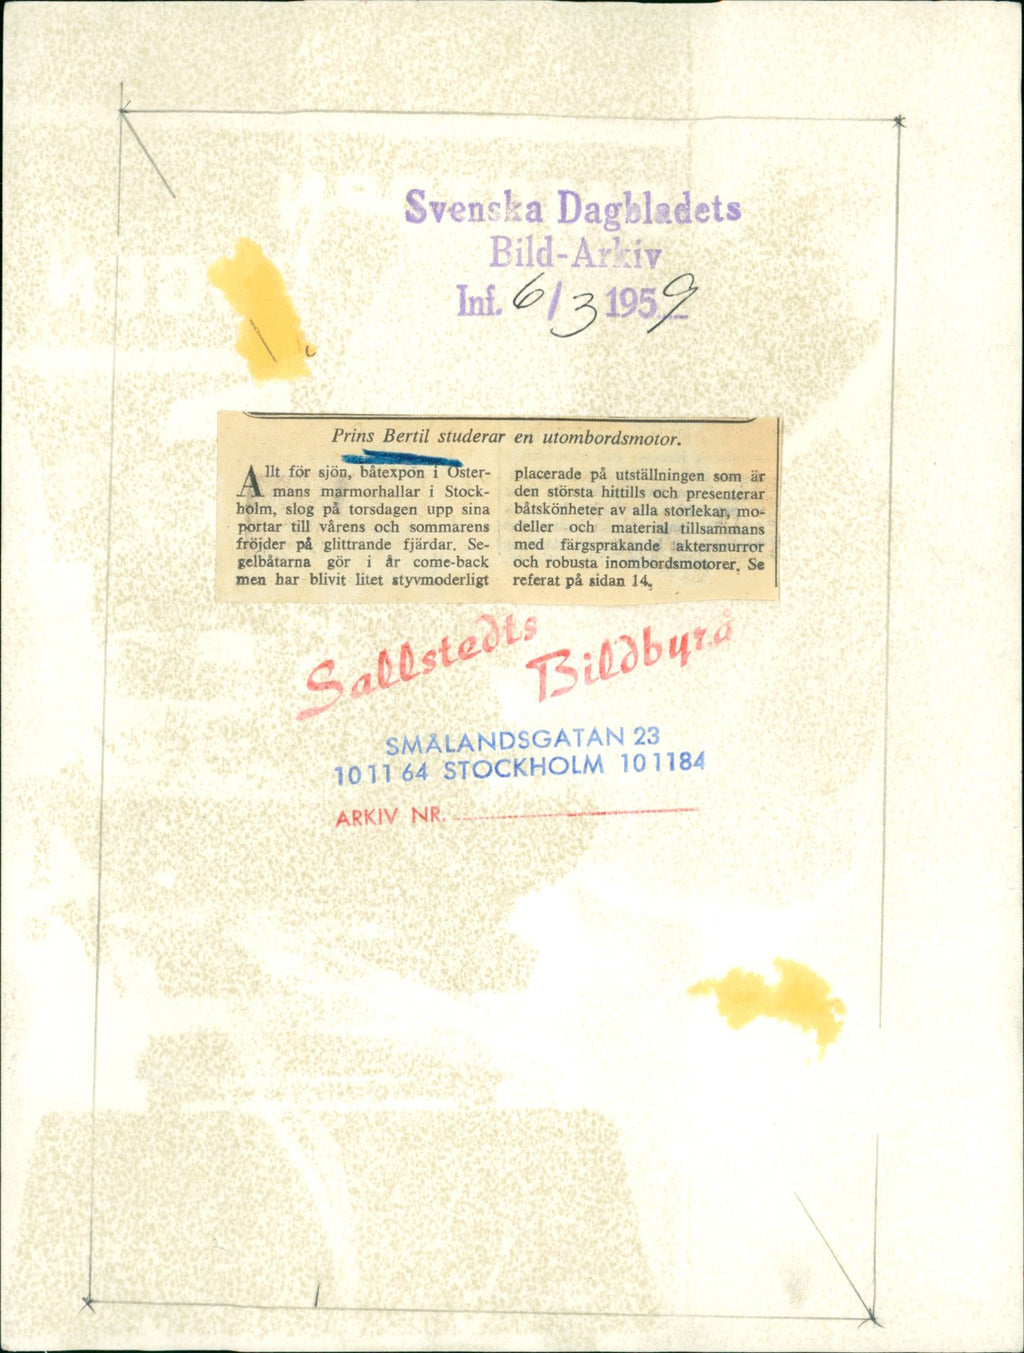 Svenska Dagbladets
Bild-Arkiv
Inf. 6/3 1959
Prins Bertil studerar en utombordsmotor.
Allt för sjön, båtexpon i Öster-
mans marmorhallar i Stock-
holm, slog på torsdagen upp sina
portar till vårens och sommarens
fröjder på glittrande fjärdar. Se-
gelbåtarna gör i år come-back
men har blivit litet styvmoderligt
placerade på utställningen som är
den största hittills och presenterar
båtskönheter av alla storlekar, mo-
deller och material tillsammans
med färgsprakande aktersnurror
och robusta inombordsmotorer. Se
referat på sidan 14.
Sallstedts
Bildbyrå
SMÅLANDSGATAN 23
10 11 64 STOCKHOLM 10 1184
ARKIV NR.